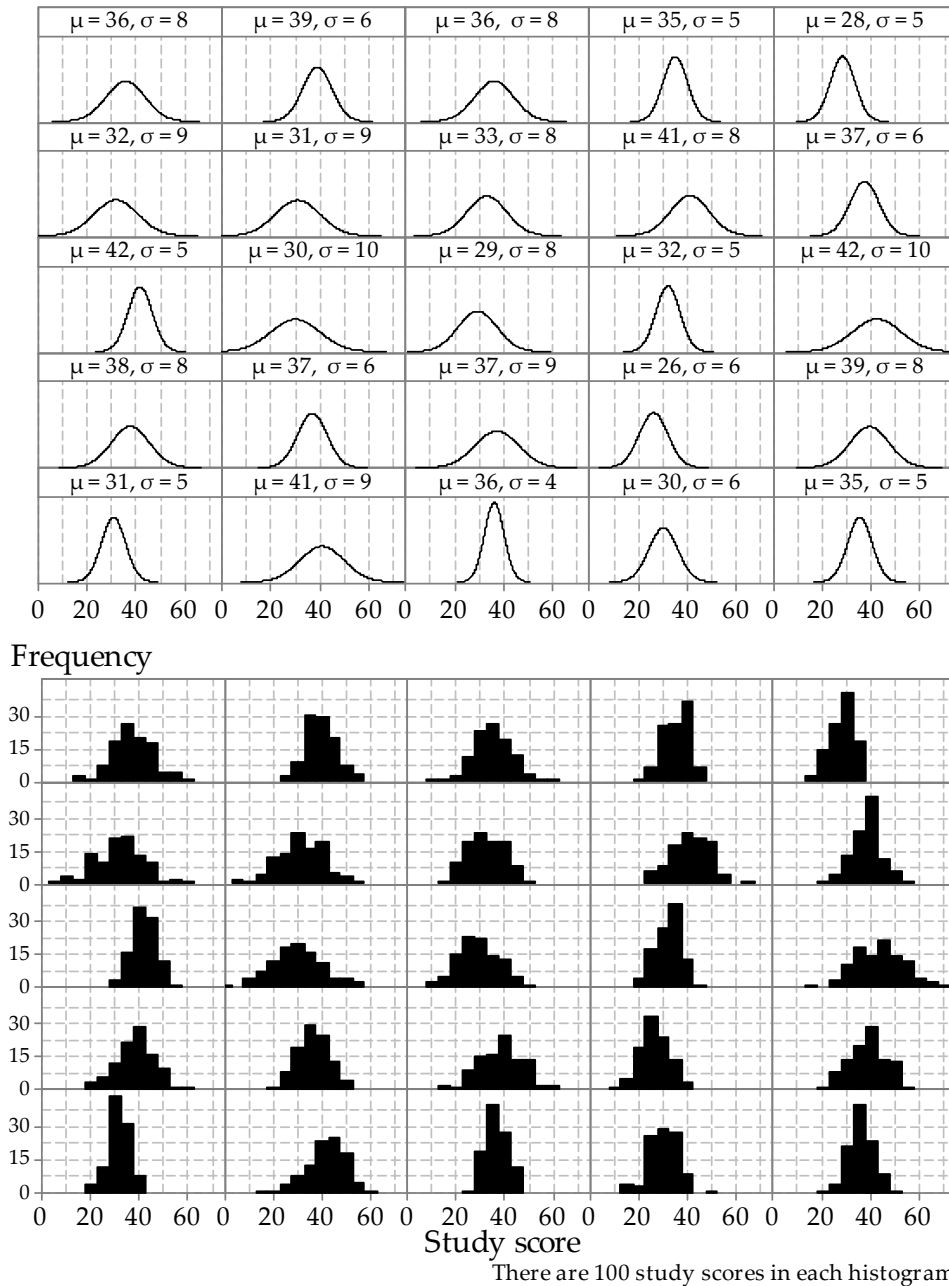 μ = 36, σ = 8 μ = 39, σ = 6 μ = 36, σ = 8 μ = 35, σ = 5 μ = 28, σ = 5
μ = 32, σ = 9 μ = 31, σ = 9 μ = 33, σ = 8 μ = 41, σ = 8 μ = 37, σ = 6
μ = 42, σ = 5 μ = 30, σ = 10 μ = 29, σ = 8 μ = 32, σ = 5 μ = 42, σ = 10
μ = 38, σ = 8 μ = 37, σ = 6 μ = 37, σ = 9 μ = 26, σ = 6 μ = 39, σ = 8
μ = 31, σ = 5 μ = 41, σ = 9 μ = 36, σ = 4 μ = 30, σ = 6 μ = 35, σ = 5
0 20 40 60 0 20 40 60 0 20 40 60 0 20 40 60 0 20 40 60
Frequency
30
15
0
30
15
0
30
15
0
30
15
0
30
15
0
0 20 40 60 0 20 40 60 0 20 40 60 0 20 40 60 0 20 40 60
Study score
There are 100 study scores in each histogram